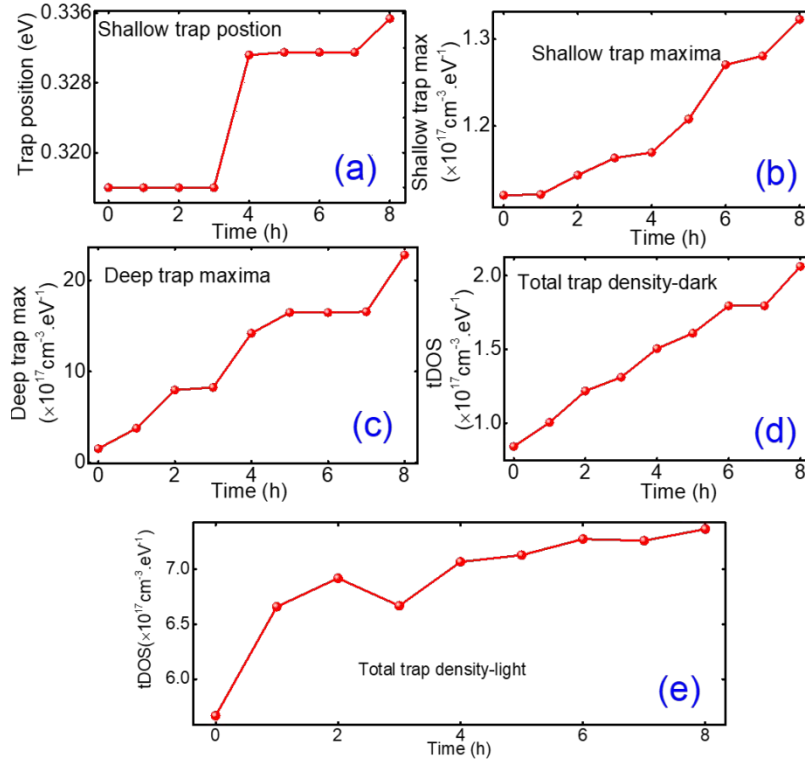 Trap position (eV)
0.336
0.328
0.320
Shallow trap postion
(a)
0 2 4 6 8
Time (h)
Shallow trap max
(×10¹⁷cm⁻³.eV⁻¹)
1.3
1.2
Shallow trap maxima
(b)
0 2 4 6 8
Time (h)
Deep trap max
(×10¹⁷cm⁻³.eV⁻¹)
20
10
0
Deep trap maxima
(c)
0 2 4 6 8
Time (h)
tDOS
(×10¹⁷cm⁻³.eV⁻¹)
2.0
1.5
1.0
Total trap density-dark
(d)
0 2 4 6 8
Time (h)
tDOS(×10¹⁷cm⁻³.eV⁻¹)
7.0
6.5
6.0
Total trap density-light
(e)
0 2 4 6 8
Time (h)